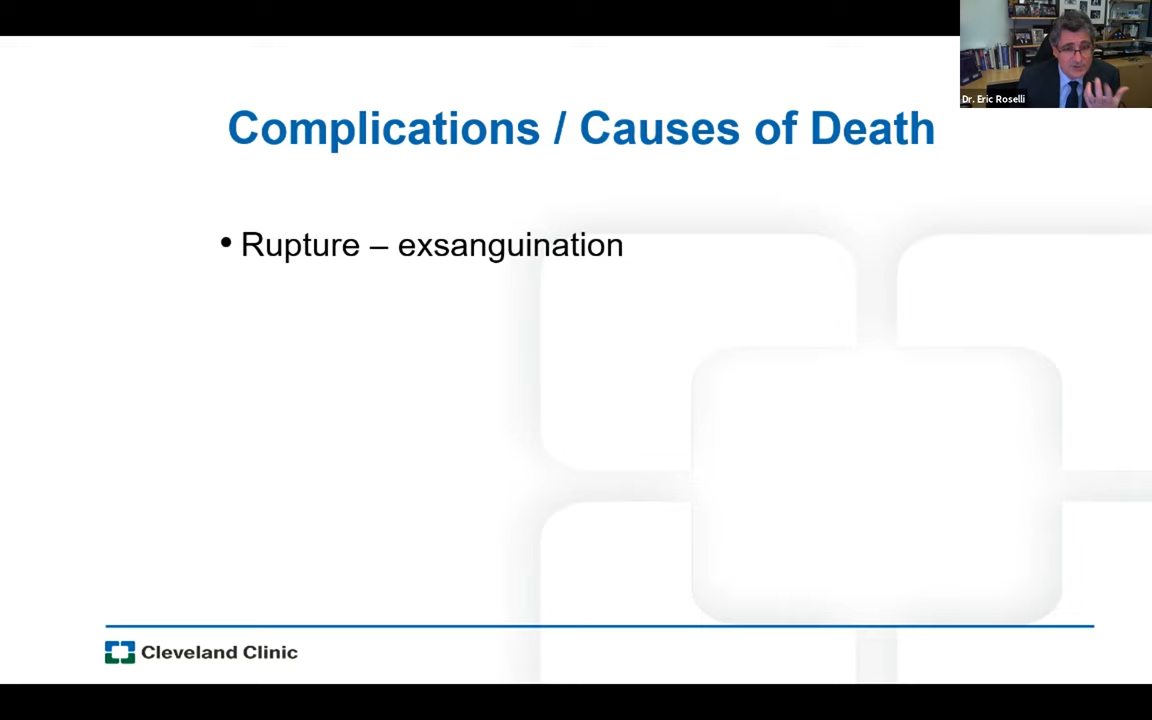 Dr. Eric Roselli
Complications / Causes of Death
• Rupture – exsanguination
Cleveland Clinic